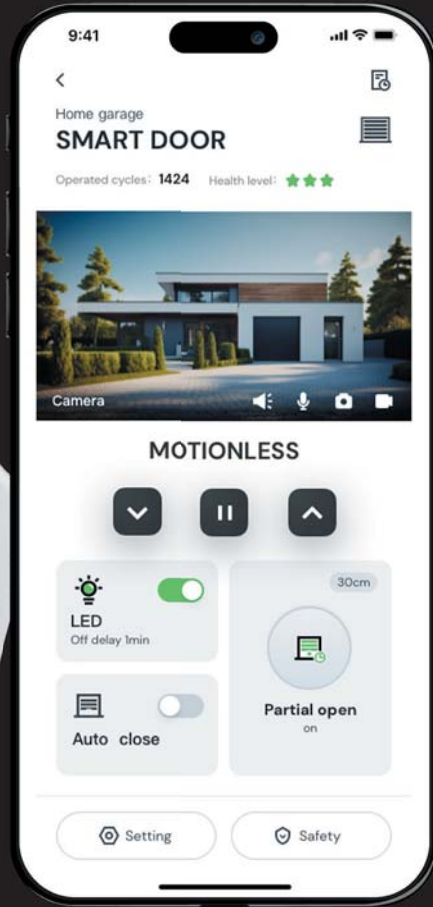 9:41
Home garage
SMART DOOR
Operated cycles: 1424 Health level:
Camera
MOTIONLESS
30cm
LED
Off delay 1min
Partial open
on
Auto close
Setting
Safety